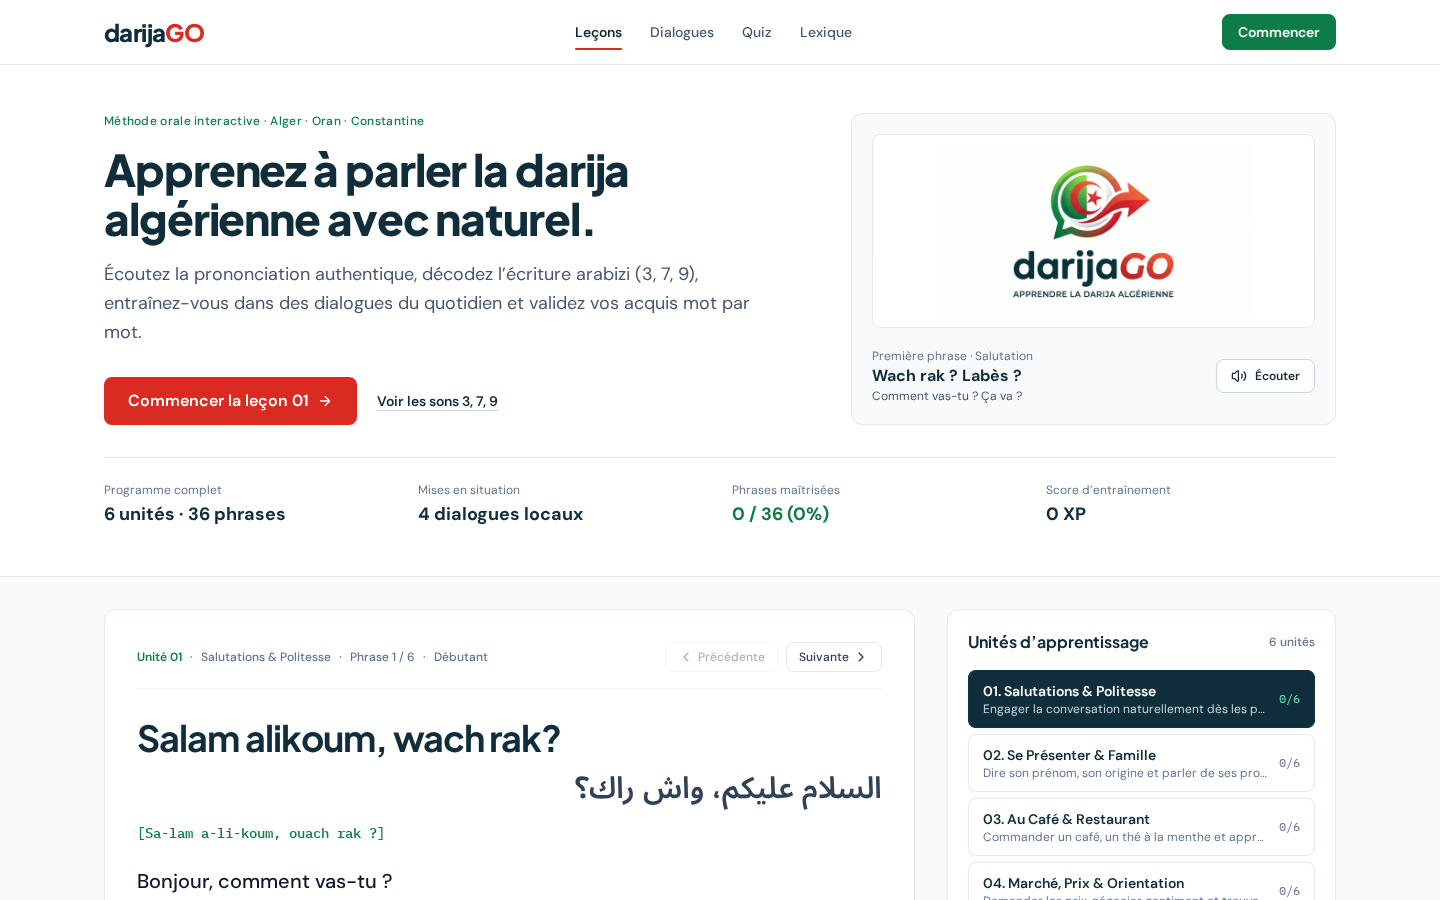 darijaGO
Leçons
Dialogues
Quiz
Lexique
Commencer
Méthode orale interactive · Alger · Oran · Constantine
Apprenez à parler la darija
algérienne avec naturel.
Écoutez la prononciation authentique, décodez l’écriture arabizi (3, 7, 9),
entraînez-vous dans des dialogues du quotidien et validez vos acquis mot par
mot.
Commencer la leçon 01
Voir les sons 3, 7, 9
darijaGO
APPRENDRE LA DARIJA ALGÉRIENNE
Première phrase · Salutation
Wach rak ? Labès ?
Comment vas-tu ? Ça va ?
Écouter
Programme complet
6 unités · 36 phrases
Mises en situation
4 dialogues locaux
Phrases maîtrisées
0 / 36 (0%)
Score d’entraînement
0 XP
Unité 01 · Salutations & Politesse · Phrase 1 / 6 · Débutant
Précédente
Suivante
Salam alikoum, wach rak?
السلام عليكم، واش راك؟
[Sa-lam a-li-koum, ouach rak ?]
Bonjour, comment vas-tu ?
Unités d’apprentissage
6 unités
01. Salutations & Politesse
Engager la conversation naturellement dès les p…
0/6
02. Se Présenter & Famille
Dire son prénom, son origine et parler de ses pro…
0/6
03. Au Café & Restaurant
Commander un café, un thé à la menthe et appr…
0/6
04. Marché, Prix & Orientation
0/6